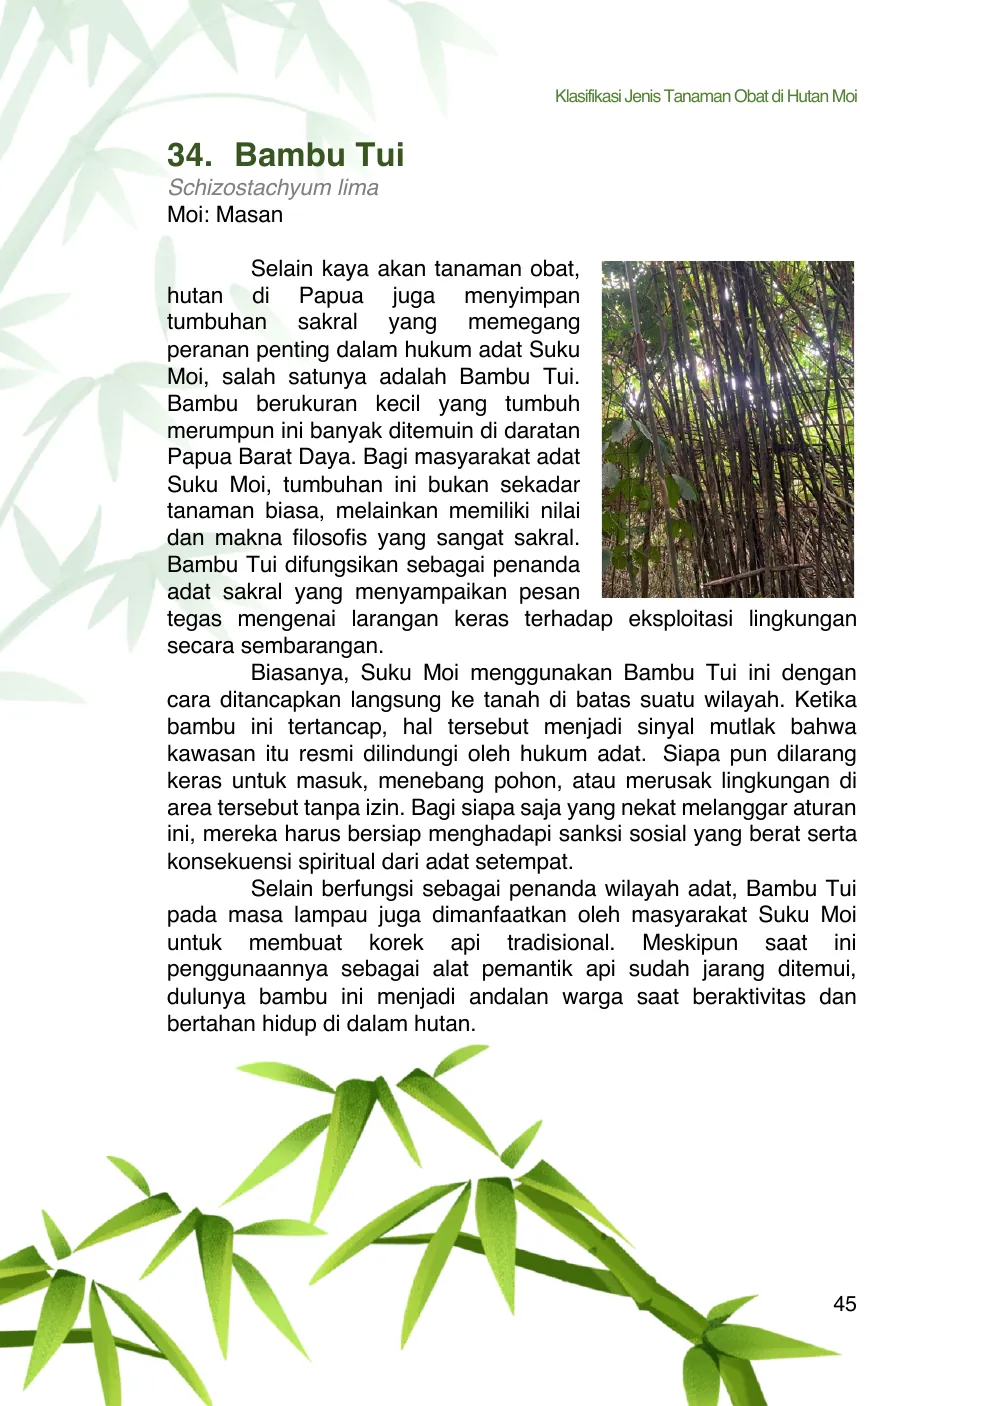 Klasifikasi Jenis Tanaman Obat di Hutan Moi
34. Bambu Tui
Schizostachyum lima
Moi: Masan
Selain kaya akan tanaman obat,
hutan di Papua juga menyimpan
tumbuhan sakral yang memegang
peranan penting dalam hukum adat Suku
Moi, salah satunya adalah Bambu Tui.
Bambu berukuran kecil yang tumbuh
merumpun ini banyak ditemuin di daratan
Papua Barat Daya. Bagi masyarakat adat
Suku Moi, tumbuhan ini bukan sekadar
tanaman biasa, melainkan memiliki nilai
dan makna filosofis yang sangat sakral.
Bambu Tui difungsikan sebagai penanda
adat sakral yang menyampaikan pesan
tegas mengenai larangan keras terhadap eksploitasi lingkungan
secara sembarangan.
Biasanya, Suku Moi menggunakan Bambu Tui ini dengan
cara ditancapkan langsung ke tanah di batas suatu wilayah. Ketika
bambu ini tertancap, hal tersebut menjadi sinyal mutlak bahwa
kawasan itu resmi dilindungi oleh hukum adat. Siapa pun dilarang
keras untuk masuk, menebang pohon, atau merusak lingkungan di
area tersebut tanpa izin. Bagi siapa saja yang nekat melanggar aturan
ini, mereka harus bersiap menghadapi sanksi sosial yang berat serta
konsekuensi spiritual dari adat setempat.
Selain berfungsi sebagai penanda wilayah adat, Bambu Tui
pada masa lampau juga dimanfaatkan oleh masyarakat Suku Moi
untuk membuat korek api tradisional. Meskipun saat ini
penggunaannya sebagai alat pemantik api sudah jarang ditemui,
dulunya bambu ini menjadi andalan warga saat beraktivitas dan
bertahan hidup di dalam hutan.
45